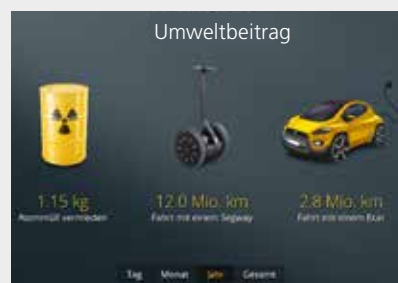 Umweltbeitrag
1.15 kg
Atommüll vermieden
12.0 Mio. km
Fahrt mit einem Segway
2.8 Mio. km
Fahrt mit einem
Tag Monat Jahr Gesamt